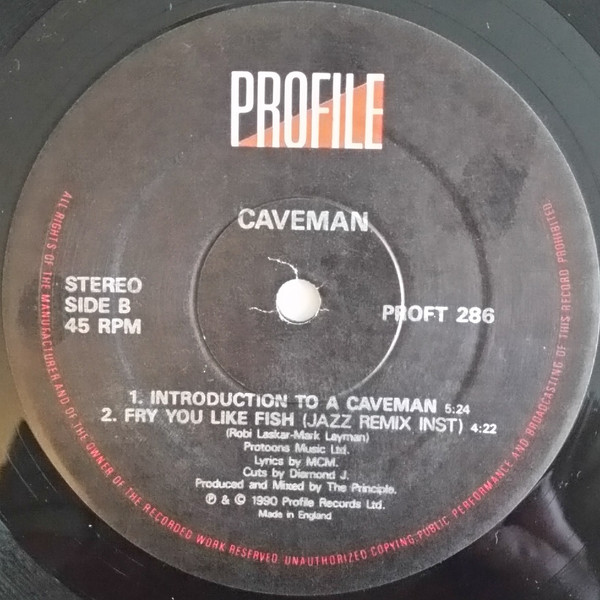 PROFILE
CAVEMAN
STEREO
SIDE B
45 RPM
PROFT 286
1. INTRODUCTION TO A CAVEMAN 5:24
2. FRY YOU LIKE FISH (JAZZ REMIX INST) 4:22
(Robi Laskar-Mark Layman)
Protoons Music Ltd.
Lyrics by MCM.
Cuts by Diamond J.
Produced and Mixed by The Principle.
℗ & © 1990 Profile Records Ltd.
Made in England
ALL RIGHTS OF THE MANUFACTURER AND OF THE OWNER OF THE RECORDED WORK RESERVED. UNAUTHORIZED COPYING, PUBLIC PERFORMANCE AND BROADCASTING OF THIS RECORD PROHIBITED